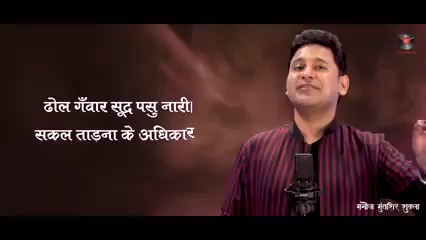 ढोल गँवार सूद्र पसु नारी।
सकल ताड़ना के अधिकार
मनोज मुंतशिर शुक्ला